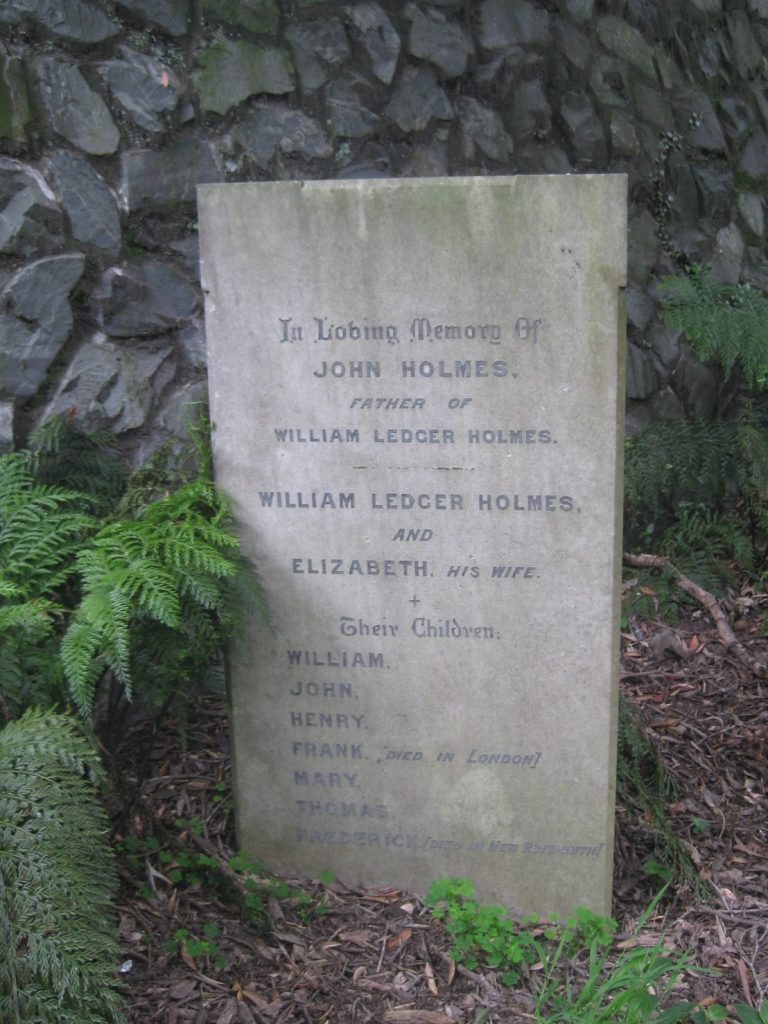 In Loving Memory Of
JOHN HOLMES.
FATHER OF
WILLIAM LEDGER HOLMES.
WILLIAM LEDGER HOLMES,
AND
ELIZABETH, HIS WIFE.
Their Children;
WILLIAM,
JOHN,
HENRY,
FRANK, [DIED IN LONDON]
MARY,
THOMAS,
FREDERICK, [DIED IN NEW PLYMOUTH]